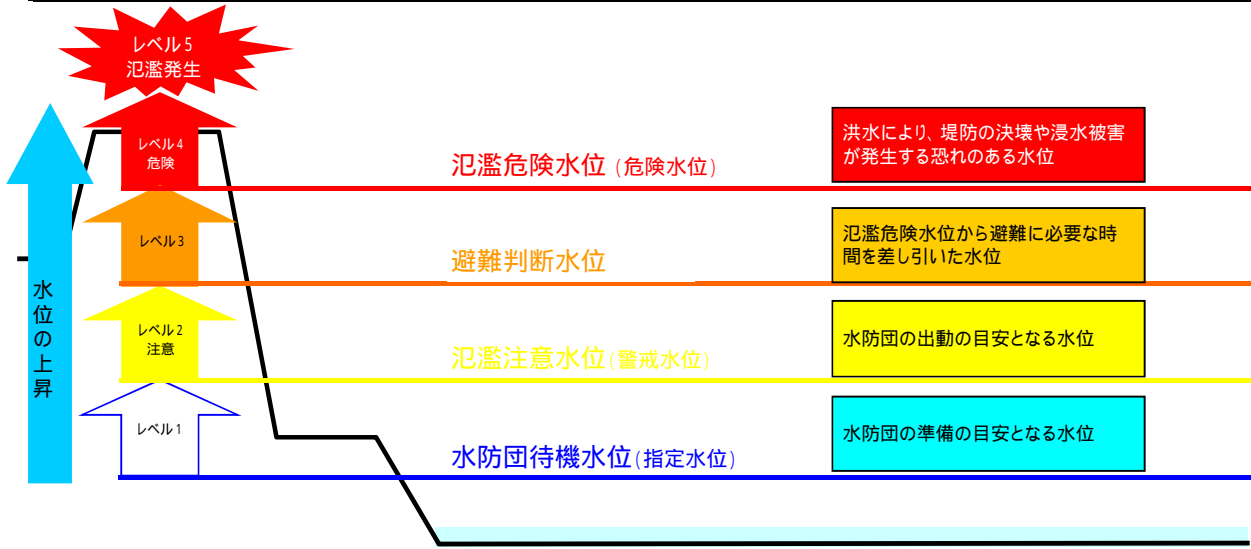 レベル5
氾濫発生
レベル4
危険
氾濫危険水位(危険水位)
洪水により、堤防の決壊や浸水被害
が発生する恐れのある水位
レベル3
避難判断水位
氾濫危険水位から避難に必要な時
間を差し引いた水位
レベル2
注意
氾濫注意水位(警戒水位)
水防団の出動の目安となる水位
レベル1
水防団待機水位(指定水位)
水防団の準備の目安となる水位
水位の上昇